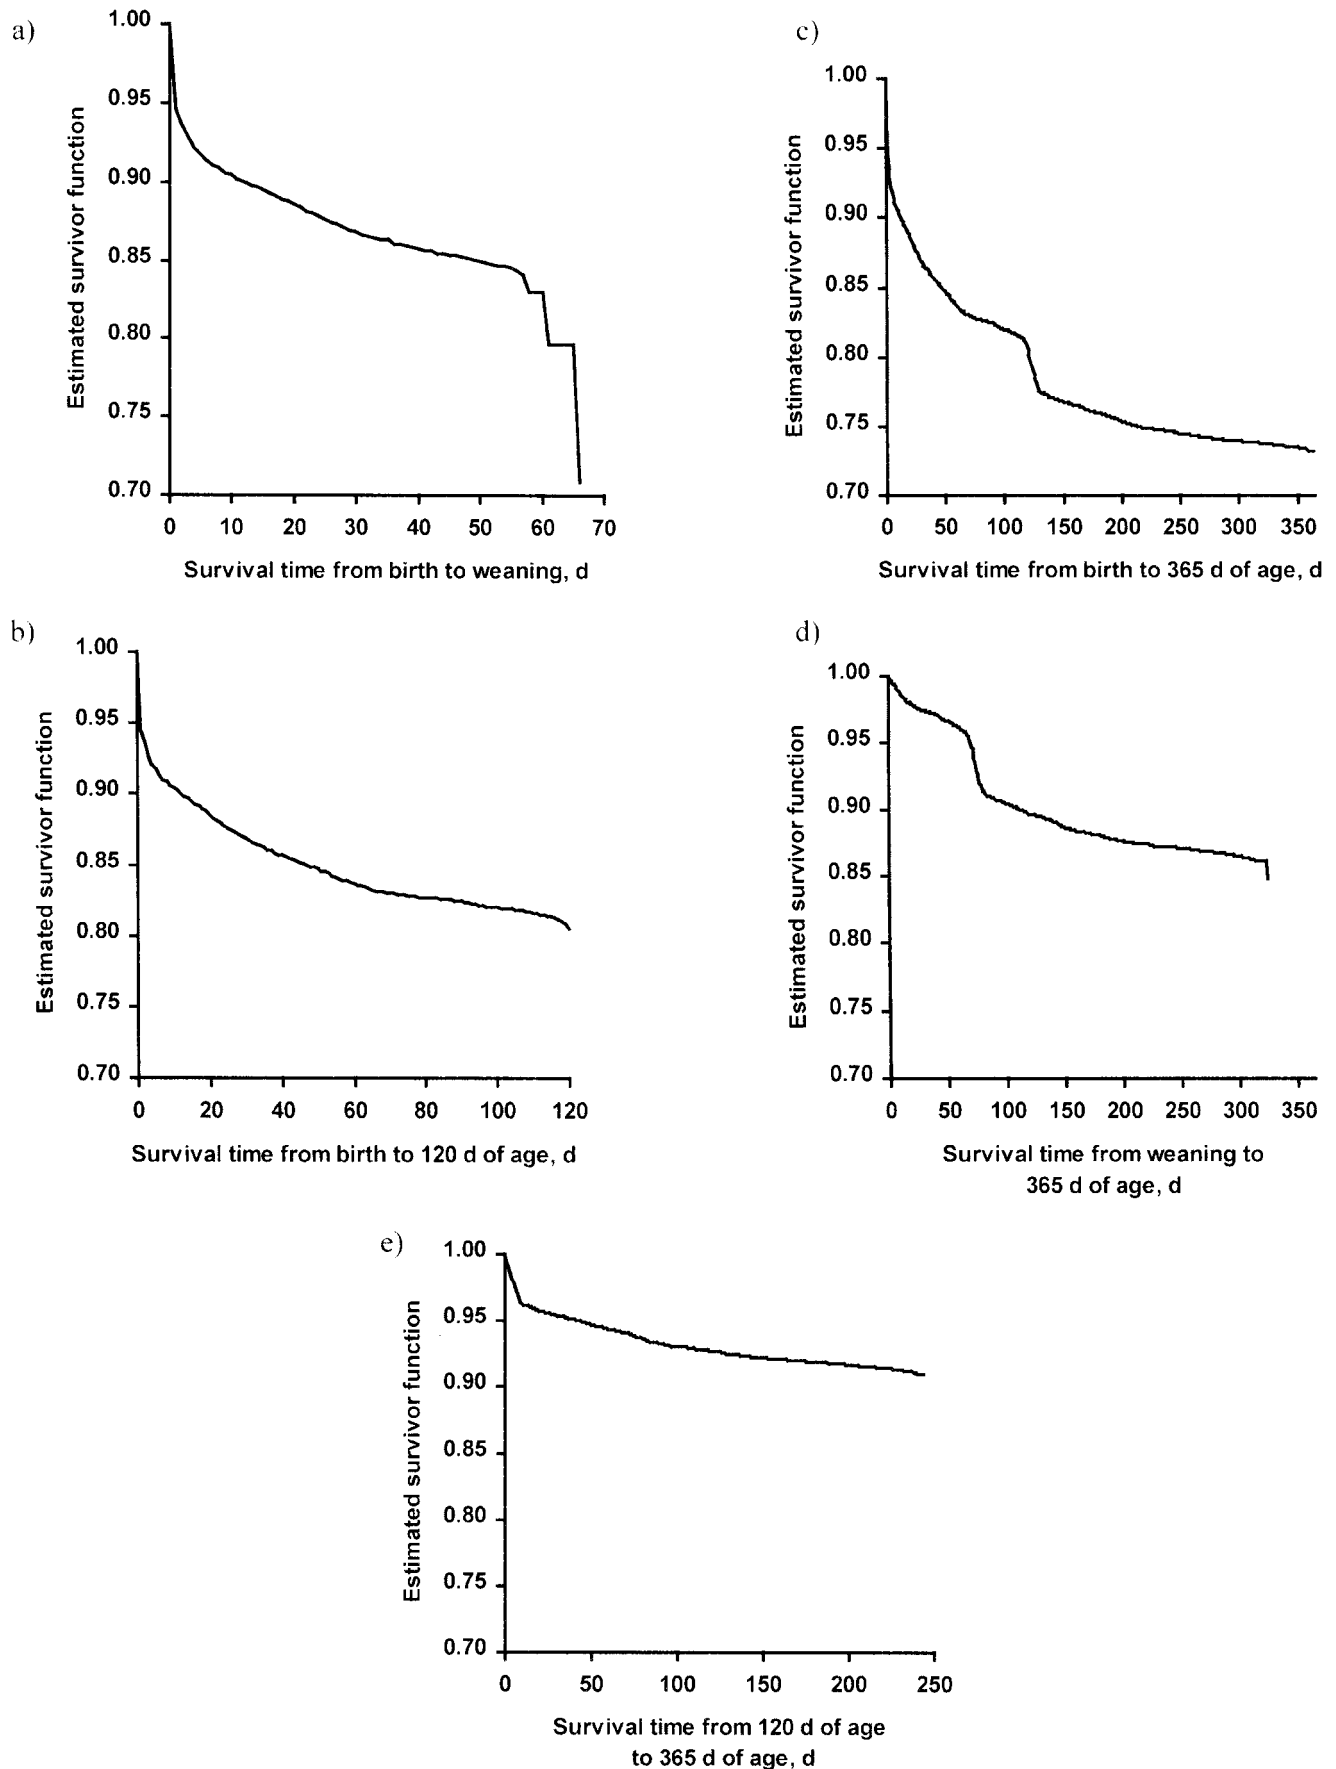 a)
1.00
0.95
0.90
0.85
0.80
0.75
0.70
Estimated survivor function
0 10 20 30 40 50 60 70
Survival time from birth to weaning, d
c)
1.00
0.95
0.90
0.85
0.80
0.75
0.70
Estimated survivor function
0 50 100 150 200 250 300 350
Survival time from birth to 365 d of age, d
b)
1.00
0.95
0.90
0.85
0.80
0.75
0.70
Estimated survivor function
0 20 40 60 80 100 120
Survival time from birth to 120 d of age, d
d)
1.00
0.95
0.90
0.85
0.80
0.75
0.70
Estimated survivor function
0 50 100 150 200 250 300 350
Survival time from weaning to
365 d of age, d
e)
1.00
0.95
0.90
0.85
0.80
0.75
0.70
Estimated survivor function
0 50 100 150 200 250
Survival time from 120 d of age
to 365 d of age, d